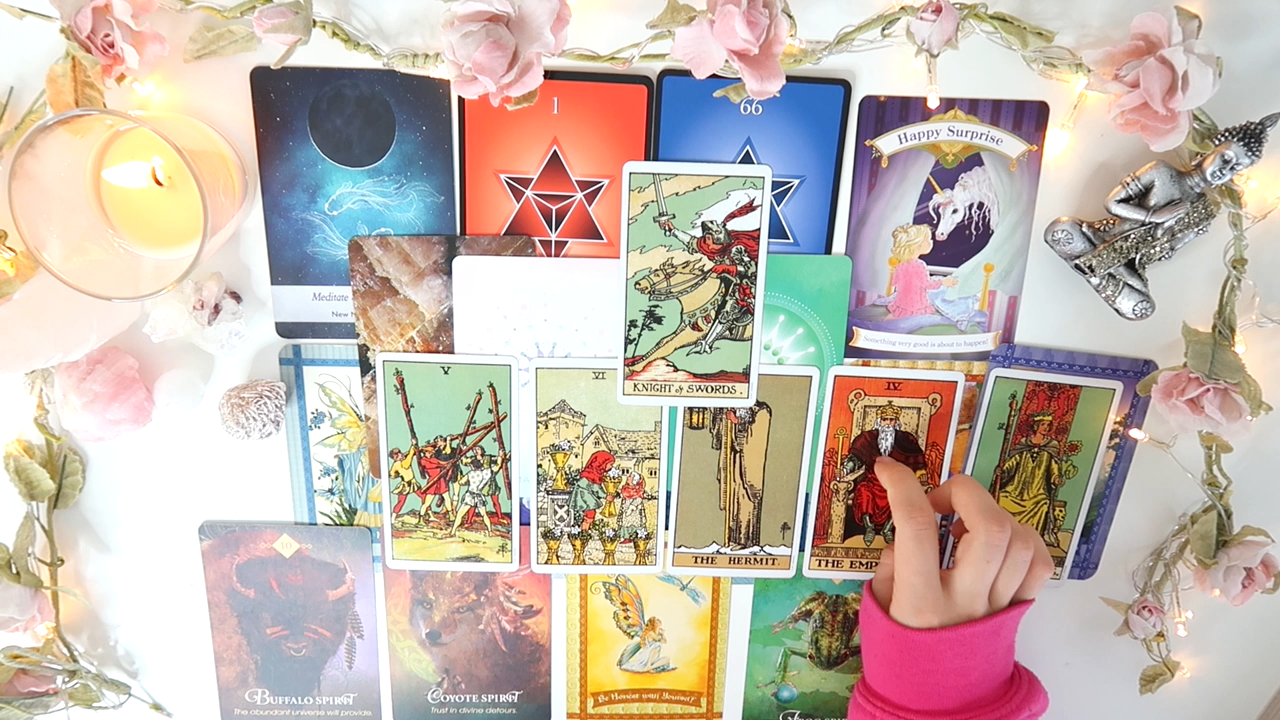 1
66
Happy Surprise
Meditate
New
Something very good is about to happen!
KNIGHT of SWORDS.
V
VI
IV
THE HERMIT.
THE EMP
10
BUFFALO SPIRIT
The abundant universe will provide.
COYOTE SPIRIT
Trust in divine detours.
Be Honest with Yourself